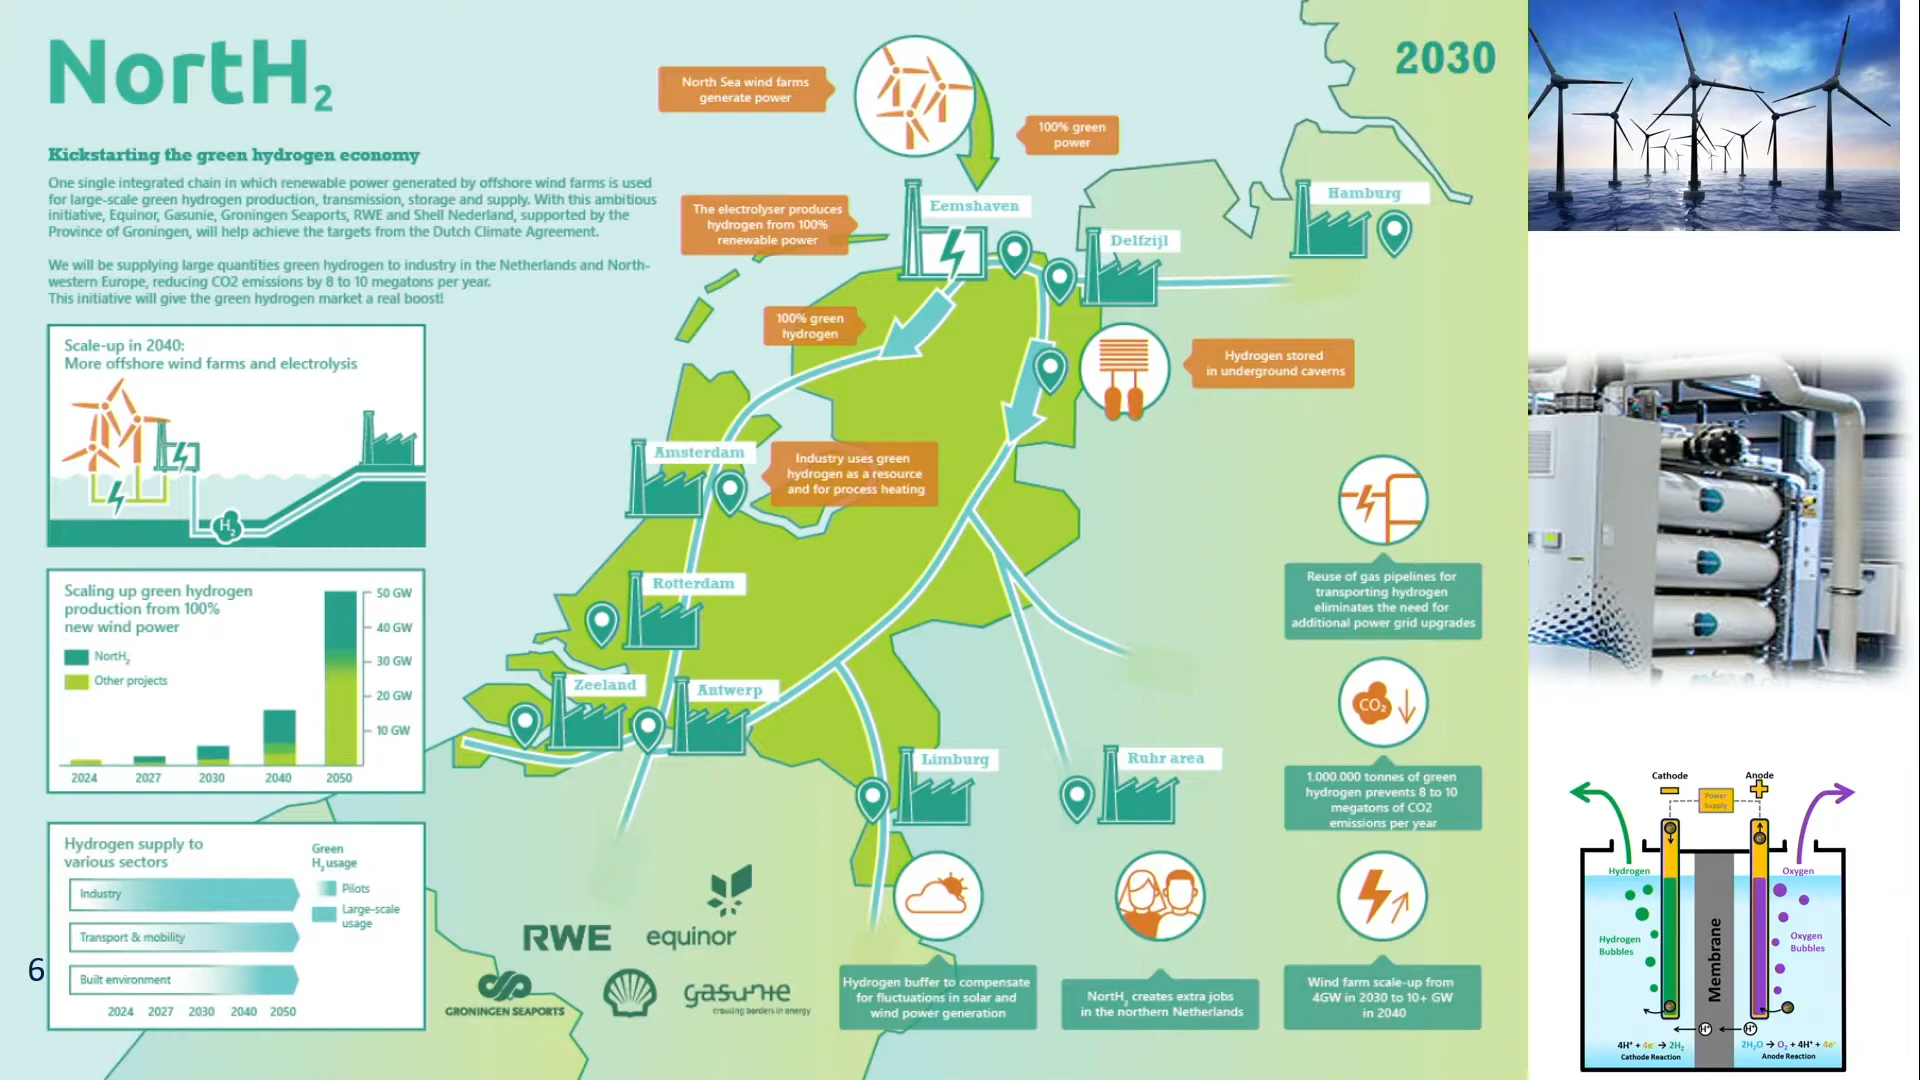 NortH2
2030
Kickstarting the green hydrogen economy
One single integrated chain in which renewable power generated by offshore wind farms is used
for large-scale green hydrogen production, transmission, storage and supply. With this ambitious
initiative, Equinor, Gasunie, Groningen Seaports, RWE and Shell Nederland, supported by the
Province of Groningen, will help achieve the targets from the Dutch Climate Agreement.
We will be supplying large quantities green hydrogen to industry in the Netherlands and North-
western Europe, reducing CO2 emissions by 8 to 10 megatons per year.
This initiative will give the green hydrogen market a real boost!
Scale-up in 2040:
More offshore wind farms and electrolysis
H2
Scaling up green hydrogen
production from 100%
new wind power
NortH2
Other projects
50 GW
40 GW
30 GW
20 GW
10 GW
2024 2027 2030 2040 2050
Hydrogen supply to
various sectors
Green
H2 usage
Pilots
Large-scale
usage
Industry
Transport & mobility
Built environment
2024 2027 2030 2040 2050
6
North Sea wind farms
generate power
100% green
power
The electrolyser produces
hydrogen from 100%
renewable power
Eemshaven
Delfzijl
Hamburg
100% green
hydrogen
Hydrogen stored
in underground caverns
Amsterdam
Industry uses green
hydrogen as a resource
and for process heating
Rotterdam
Zeeland
Antwerp
Limburg
Ruhr area
Reuse of gas pipelines for
transporting hydrogen
eliminates the need for
additional power grid upgrades
CO2
1.000.000 tonnes of green
hydrogen prevents 8 to 10
megatons of CO2
emissions per year
Hydrogen buffer to compensate
for fluctuations in solar and
wind power generation
NortH2 creates extra jobs
in the northern Netherlands
Wind farm scale-up from
4GW in 2030 to 10+ GW
in 2040
RWE
equinor
GRONINGEN SEAPORTS
gasunie
crossing borders in energy
Cathode
Anode
Power
Supply
Hydrogen
Oxygen
Hydrogen
Bubbles
Membrane
Oxygen
Bubbles
H+
H+
4H+ + 4e- → 2H2
Cathode Reaction
2H2O → O2 + 4H+ + 4e-
Anode Reaction